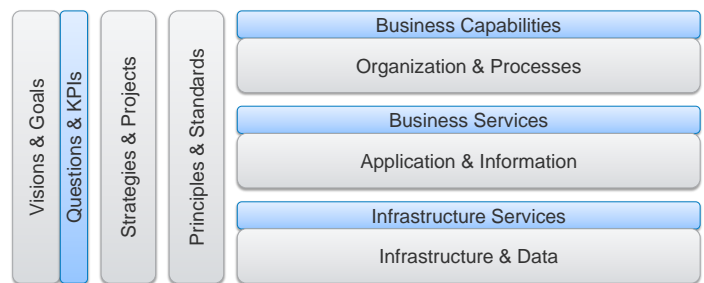 Visions & Goals
Questions & KPIs
Strategies & Projects
Principles & Standards
Business Capabilities
Organization & Processes
Business Services
Application & Information
Infrastructure Services
Infrastructure & Data